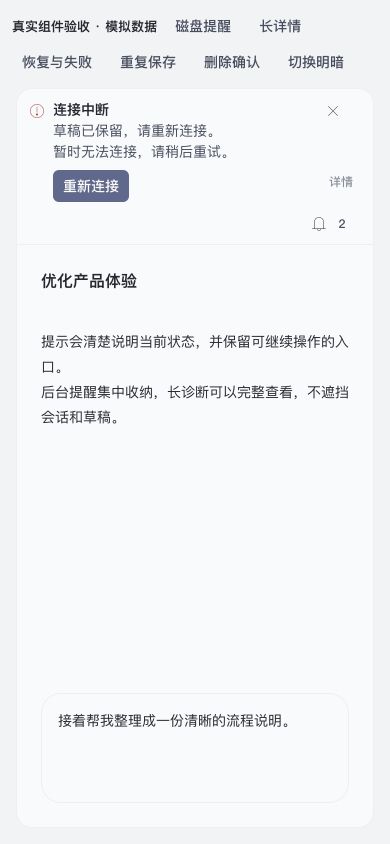 真实组件验收 · 模拟数据 磁盘提醒 长详情
恢复与失败 重复保存 删除确认 切换明暗
连接中断
草稿已保留，请重新连接。
暂时无法连接，请稍后重试。
重新连接
详情
2
优化产品体验
提示会清楚说明当前状态，并保留可继续操作的入
口。
后台提醒集中收纳，长诊断可以完整查看，不遮挡
会话和草稿。
接着帮我整理成一份清晰的流程说明。